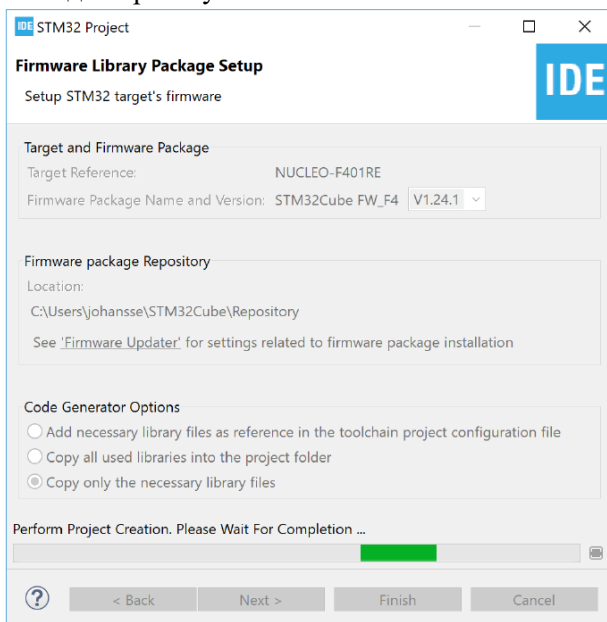 IDE STM32 Project
Firmware Library Package Setup
Setup STM32 target's firmware
IDE
Target and Firmware Package
Target Reference: NUCLEO-F401RE
Firmware Package Name and Version: STM32Cube FW_F4 V1.24.1
Firmware package Repository
Location:
C:\Users\johansse\STM32Cube\Repository
See 'Firmware Updater' for settings related to firmware package installation
Code Generator Options
Add necessary library files as reference in the toolchain project configuration file
Copy all used libraries into the project folder
Copy only the necessary library files
Perform Project Creation. Please Wait For Completion ...
? < Back Next > Finish Cancel